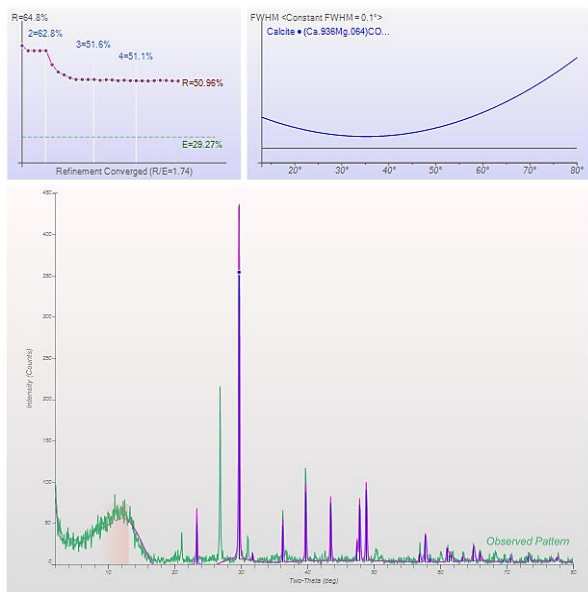 R=64.8%
2=62.8%
3=51.6%
4=51.1%
R=50.96%
E=29.27%
Refinement Converged (R/E=1.74)
FWHM <Constant FWHM = 0.1°>
Calcite • (Ca.936Mg.064)CO...
20° 30° 40° 50° 60° 70° 80°
Intensity (Counts)
450
350
300
250
200
150
100
50
0
Observed Pattern
10 20 30 40 50 60 70 80
Two-Theta (deg)